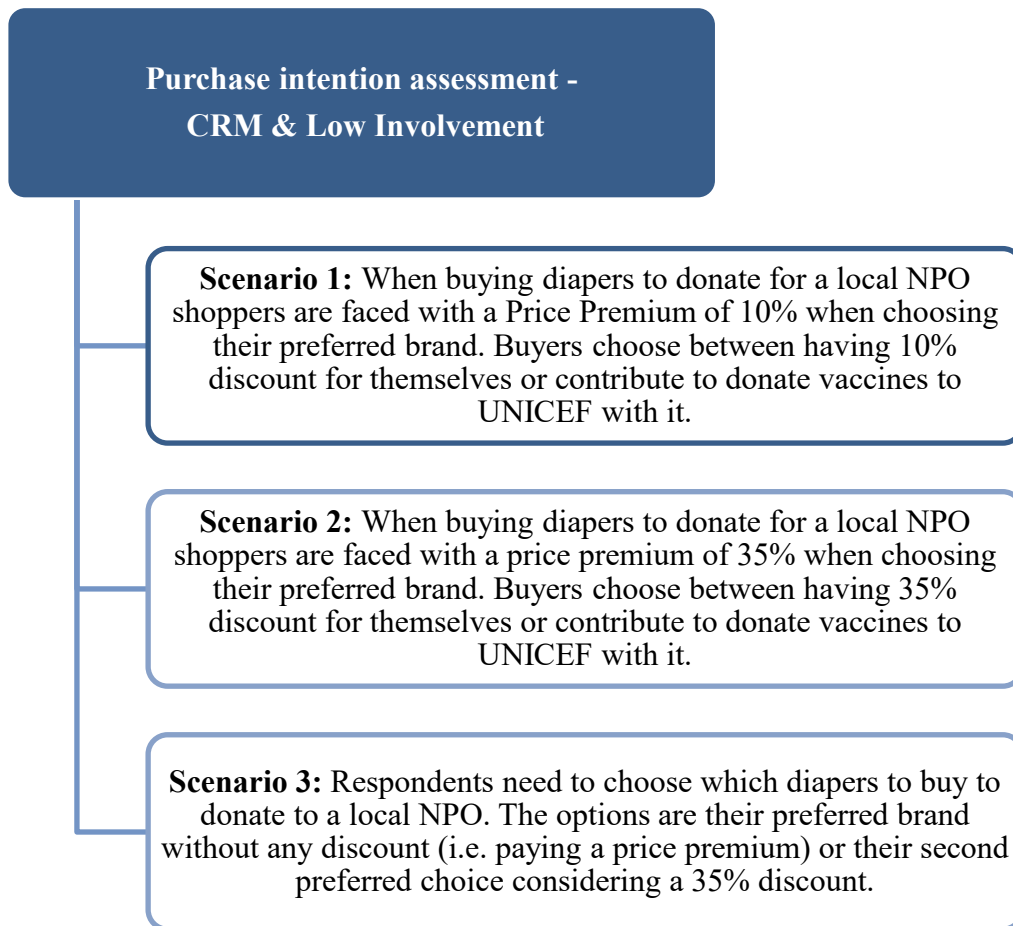 Purchase intention assessment -
CRM & Low Involvement
Scenario 1: When buying diapers to donate for a local NPO
shoppers are faced with a Price Premium of 10% when choosing
their preferred brand. Buyers choose between having 10%
discount for themselves or contribute to donate vaccines to
UNICEF with it.
Scenario 2: When buying diapers to donate for a local NPO
shoppers are faced with a price premium of 35% when choosing
their preferred brand. Buyers choose between having 35%
discount for themselves or contribute to donate vaccines to
UNICEF with it.
Scenario 3: Respondents need to choose which diapers to buy to
donate to a local NPO. The options are their preferred brand
without any discount (i.e. paying a price premium) or their second
preferred choice considering a 35% discount.